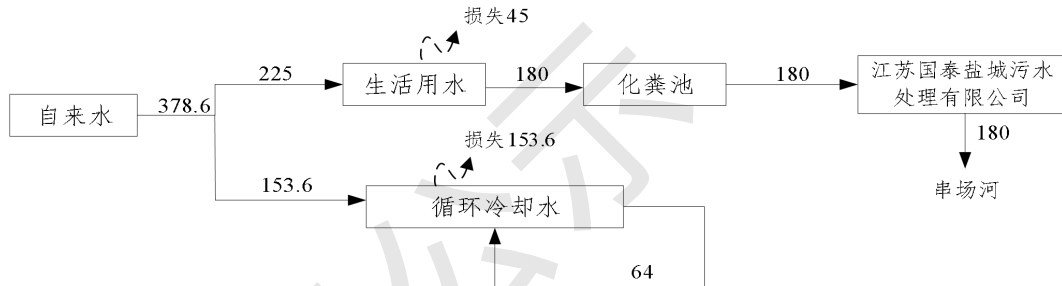 损失45
225
生活用水
180
化粪池
180
江苏国泰盐城污水
处理有限公司
自来水
378.6
180
损失153.6
153.6
循环冷却水
串场河
64